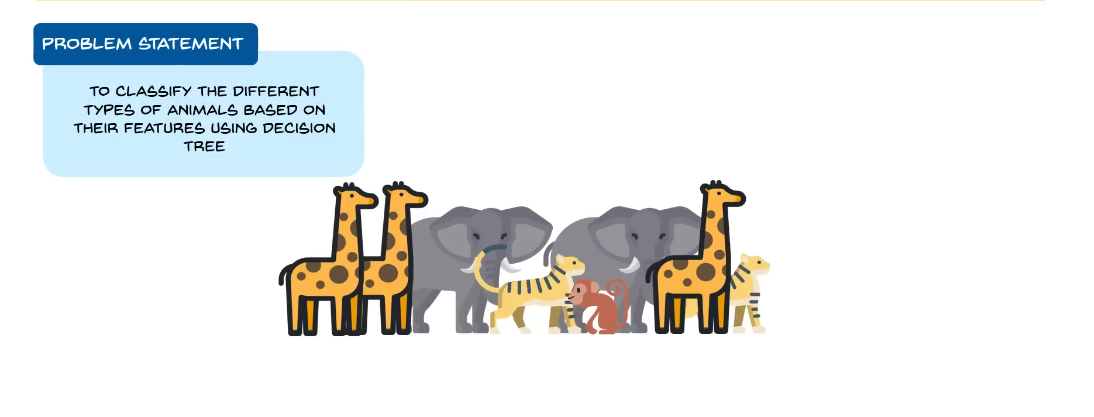 PROBLEM STATEMENT
TO CLASSIFY THE DIFFERENT
TYPES OF ANIMALS BASED ON
THEIR FEATURES USING DECISION
TREE